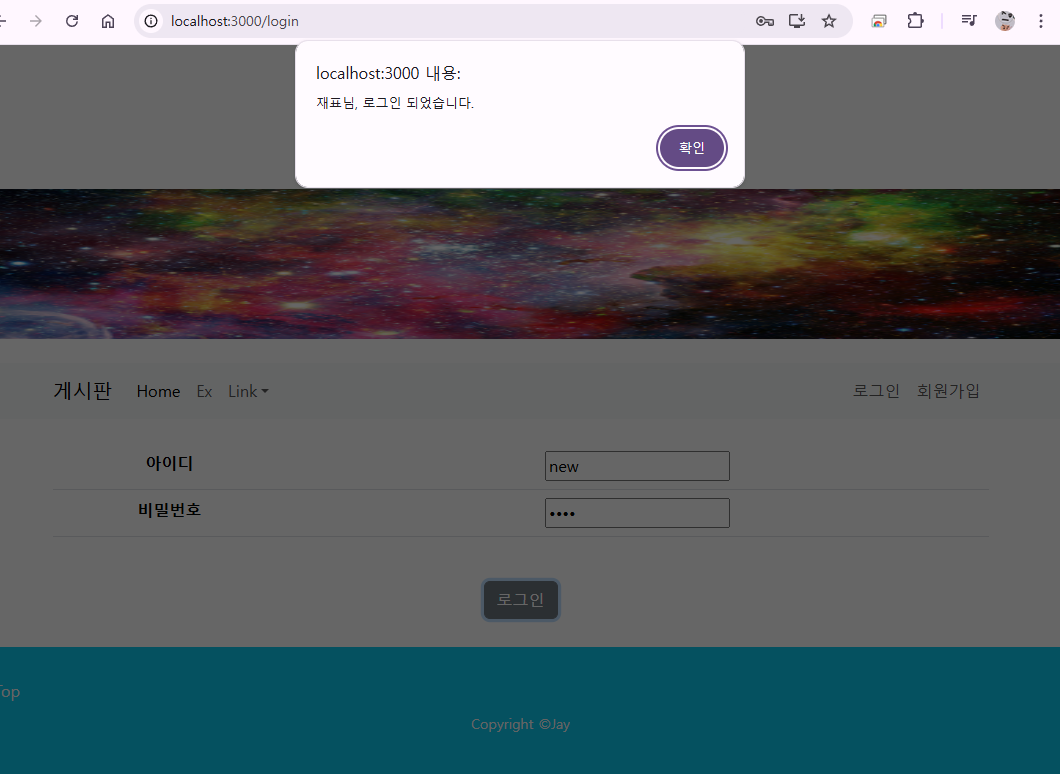 localhost:3000/login
localhost:3000 내용:
재표님, 로그인 되었습니다.
확인
게시판 Home Ex Link 로그인 회원가입
아이디 new
비밀번호 ••••
로그인
Top
Copyright ©Jay